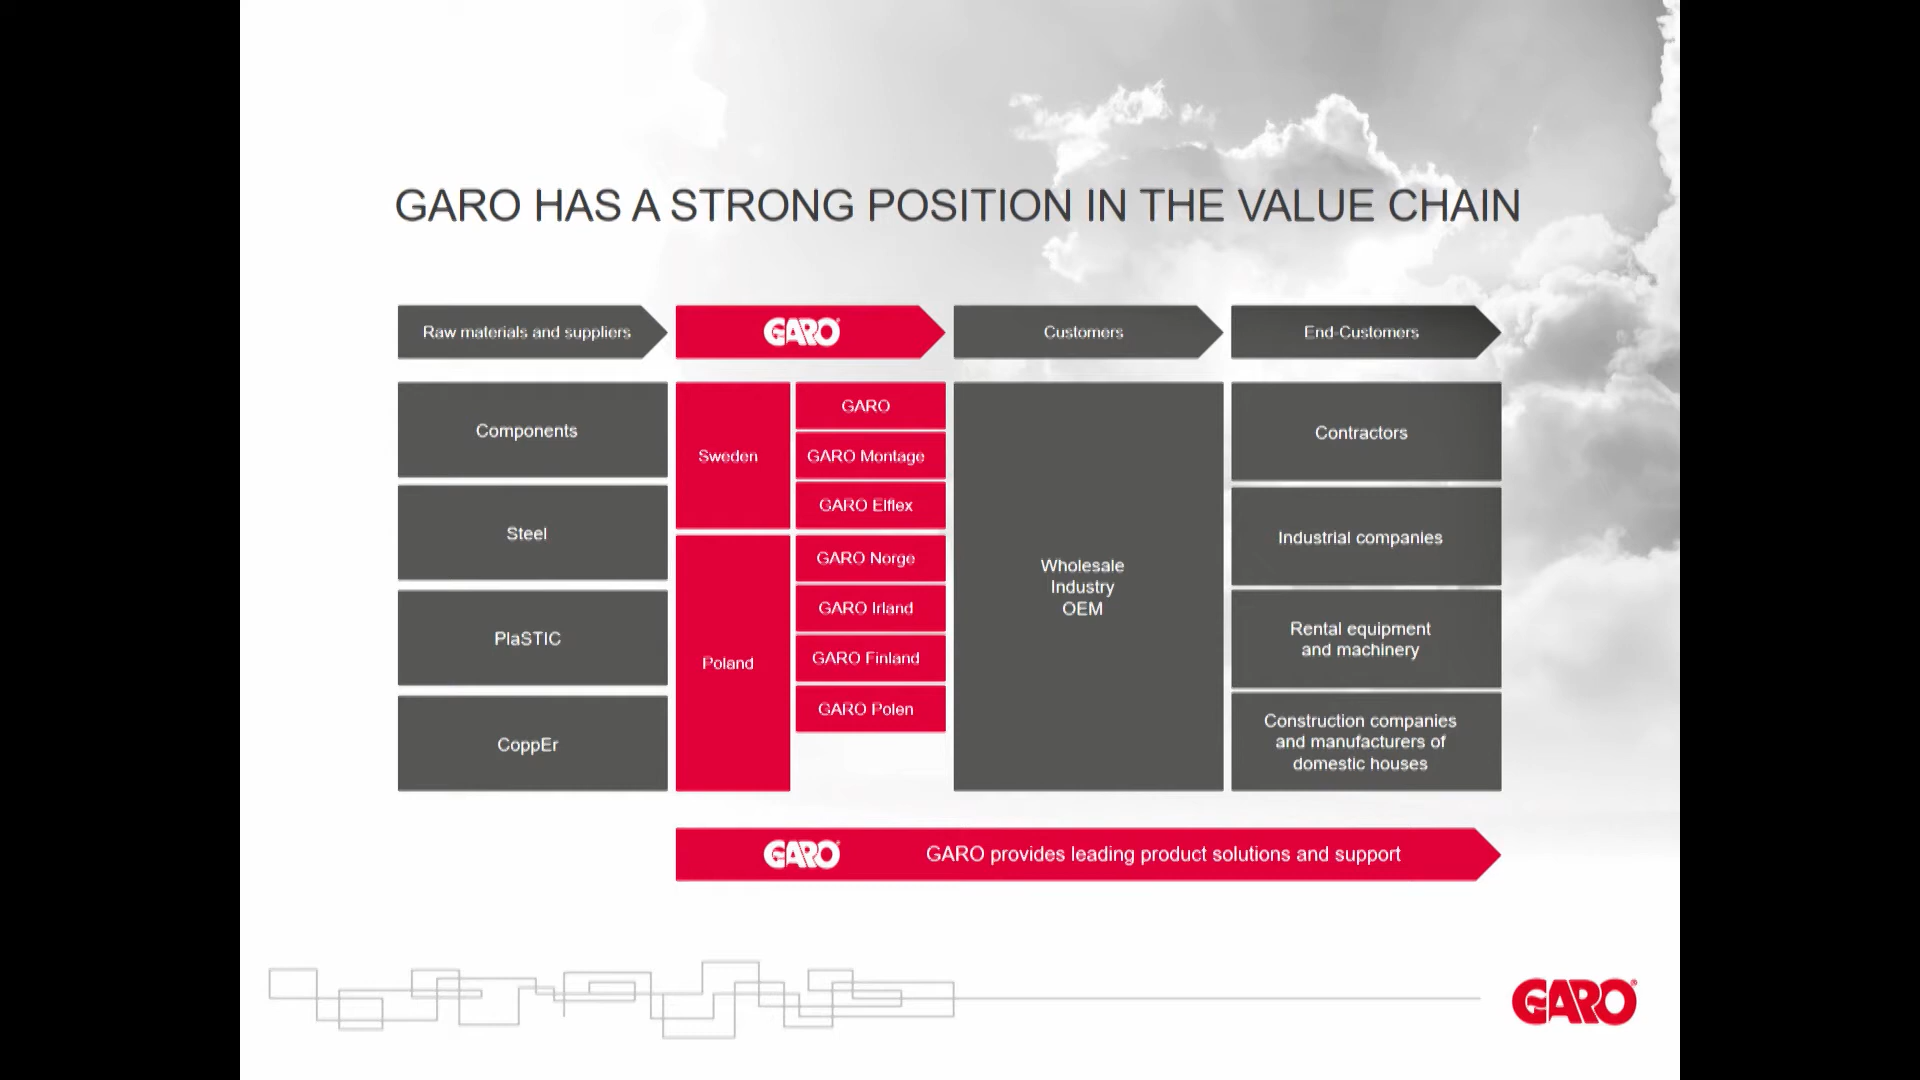 GARO HAS A STRONG POSITION IN THE VALUE CHAIN
Raw materials and suppliers
GARO
Customers
End-Customers
Components
Steel
PlaSTIC
CoppEr
Sweden
Poland
GARO
GARO Montage
GARO Elflex
GARO Norge
GARO Irland
GARO Finland
GARO Polen
Wholesale
Industry
OEM
Contractors
Industrial companies
Rental equipment
and machinery
Construction companies
and manufacturers of
domestic houses
GARO
GARO provides leading product solutions and support
GARO®